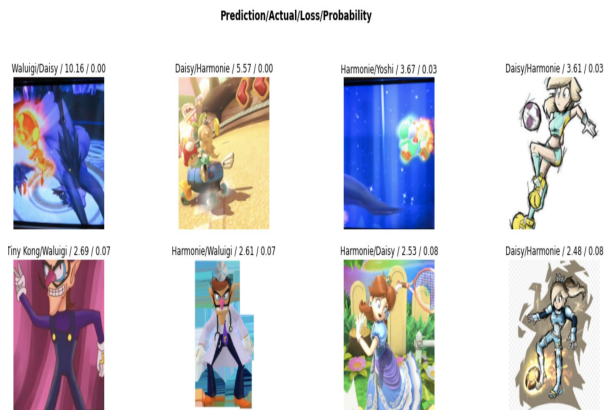 Prediction/Actual/Loss/Probability
Waluigi/Daisy / 10.16 / 0.00
Daisy/Harmonie / 5.57 / 0.00
Harmonie/Yoshi / 3.67 / 0.03
Daisy/Harmonie / 3.61 / 0.03
Tiny Kong/Waluigi / 2.69 / 0.07
Harmonie/Waluigi / 2.61 / 0.07
Harmonie/Daisy / 2.53 / 0.08
Daisy/Harmonie / 2.48 / 0.08